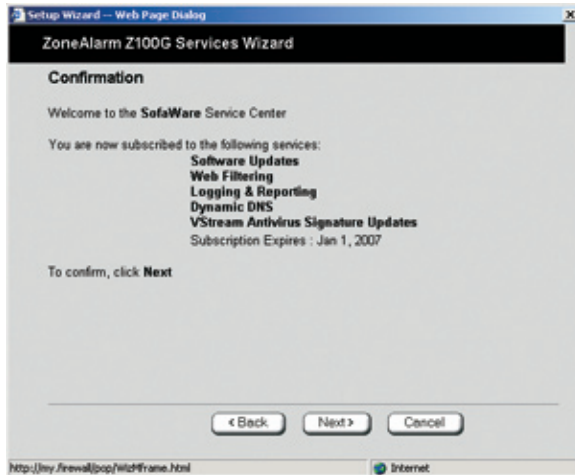 Setup Wizard -- Web Page Dialog
ZoneAlarm Z100G Services Wizard
Confirmation
Welcome to the SofaWare Service Center
You are now subscribed to the following services:
Software Updates
Web Filtering
Logging & Reporting
Dynamic DNS
VStream Antivirus Signature Updates
Subscription Expires : Jan 1, 2007
To confirm, click Next
<Back
Next>
Cancel
http://my.firewall/pop/WizMframe.html
Internet